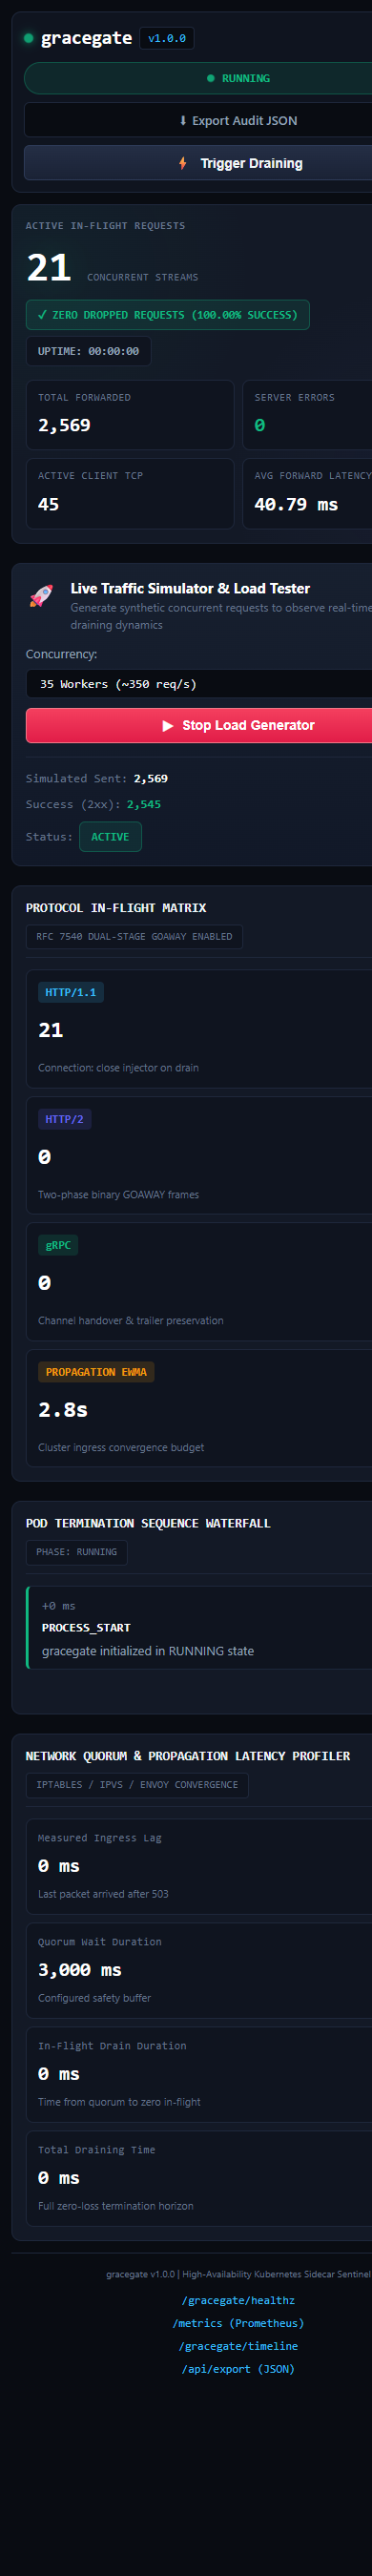 gracegate v1.0.0
RUNNING
⬇ Export Audit JSON
⚡ Trigger Draining
ACTIVE IN-FLIGHT REQUESTS
21 CONCURRENT STREAMS
✓ ZERO DROPPED REQUESTS (100.00% SUCCESS)
UPTIME: 00:00:00
TOTAL FORWARDED
2,569
SERVER ERRORS
0
ACTIVE CLIENT TCP
45
AVG FORWARD LATENCY
40.79 ms
Live Traffic Simulator & Load Tester
Generate synthetic concurrent requests to observe real-time
draining dynamics
Concurrency:
35 Workers (~350 req/s)
▶ Stop Load Generator
Simulated Sent: 2,569
Success (2xx): 2,545
Status: ACTIVE
PROTOCOL IN-FLIGHT MATRIX
RFC 7540 DUAL-STAGE GOAWAY ENABLED
HTTP/1.1
21
Connection: close injector on drain
HTTP/2
0
Two-phase binary GOAWAY frames
gRPC
0
Channel handover & trailer preservation
PROPAGATION EWMA
2.8s
Cluster ingress convergence budget
POD TERMINATION SEQUENCE WATERFALL
PHASE: RUNNING
+0 ms
PROCESS_START
gracegate initialized in RUNNING state
NETWORK QUORUM & PROPAGATION LATENCY PROFILER
IPTABLES / IPVS / ENVOY CONVERGENCE
Measured Ingress Lag
0 ms
Last packet arrived after 503
Quorum Wait Duration
3,000 ms
Configured safety buffer
In-Flight Drain Duration
0 ms
Time from quorum to zero in-flight
Total Draining Time
0 ms
Full zero-loss termination horizon
gracegate v1.0.0 | High-Availability Kubernetes Sidecar Sentinel
/gracegate/healthz
/metrics (Prometheus)
/gracegate/timeline
/api/export (JSON)